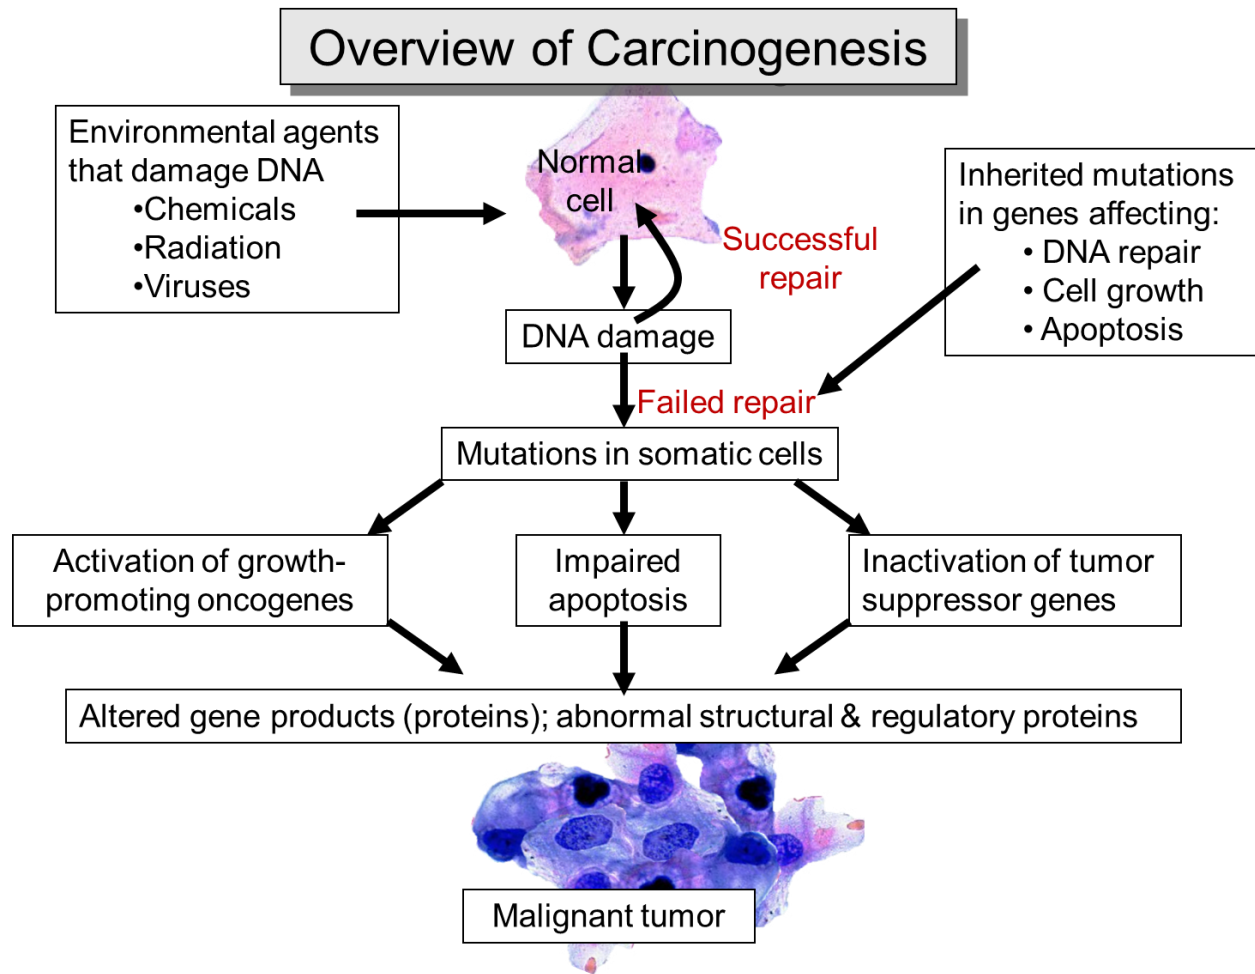 Overview of Carcinogenesis
Environmental agents
that damage DNA
•Chemicals
•Radiation
•Viruses
Normal
cell
Inherited mutations
in genes affecting:
• DNA repair
• Cell growth
• Apoptosis
Successful
repair
DNA damage
Failed repair
Mutations in somatic cells
Activation of growth-
promoting oncogenes
Impaired
apoptosis
Inactivation of tumor
suppressor genes
Altered gene products (proteins); abnormal structural & regulatory proteins
Malignant tumor